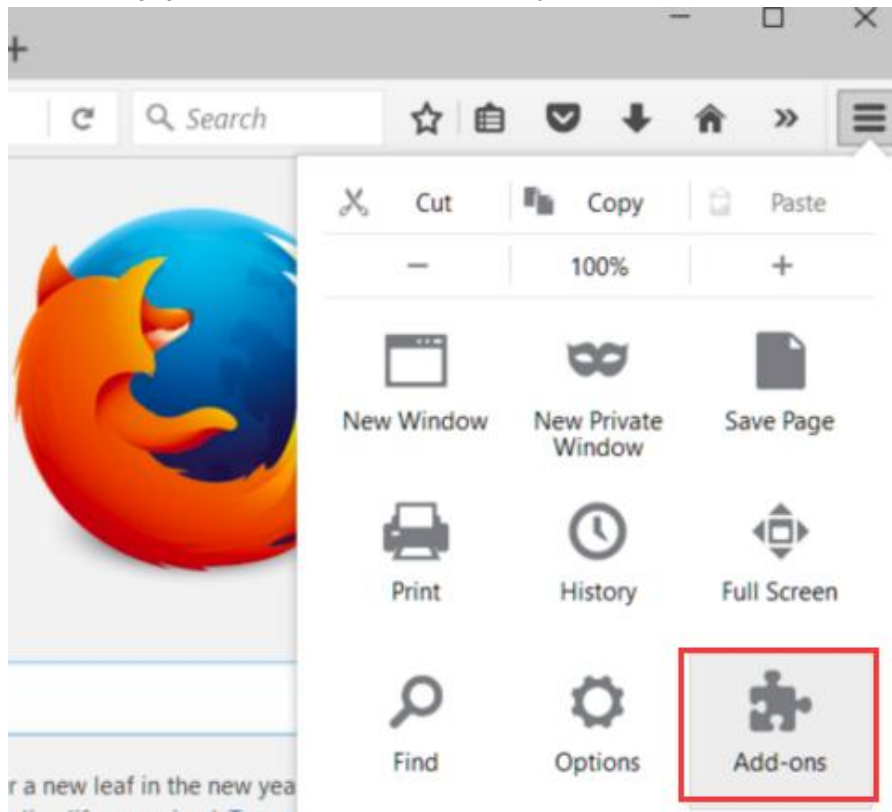 Search
Cut Copy Paste
100%
New Window New Private Window Save Page
Print History Full Screen
Find Options Add-ons
r a new leaf in the new yea